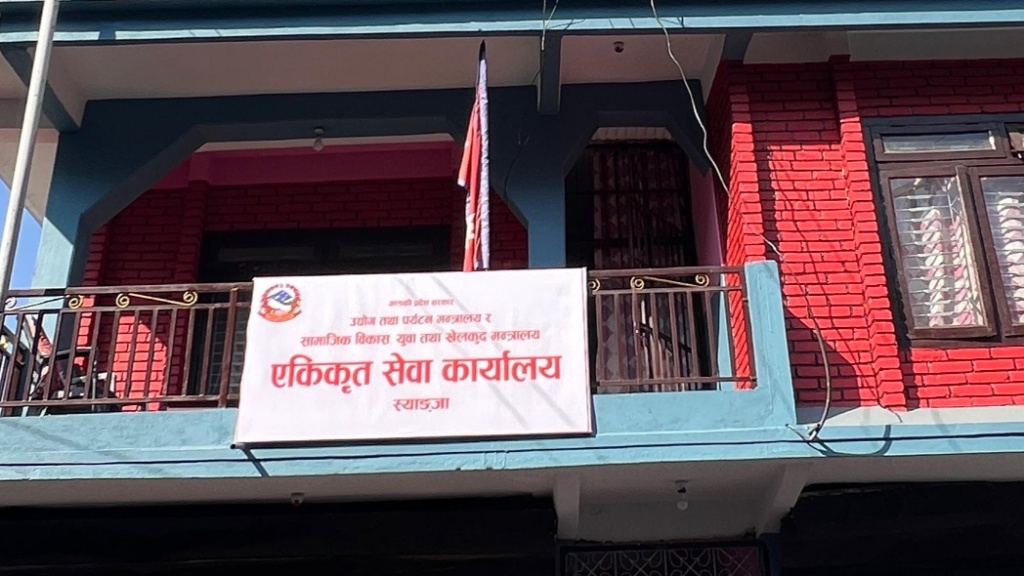 गण्डकी प्रदेश सरकार
उद्योग तथा पर्यटन मन्त्रालय र
सामाजिक विकास युवा तथा खेलकुद मन्त्रालय
एकिकृत सेवा कार्यालय
स्याङ्जा